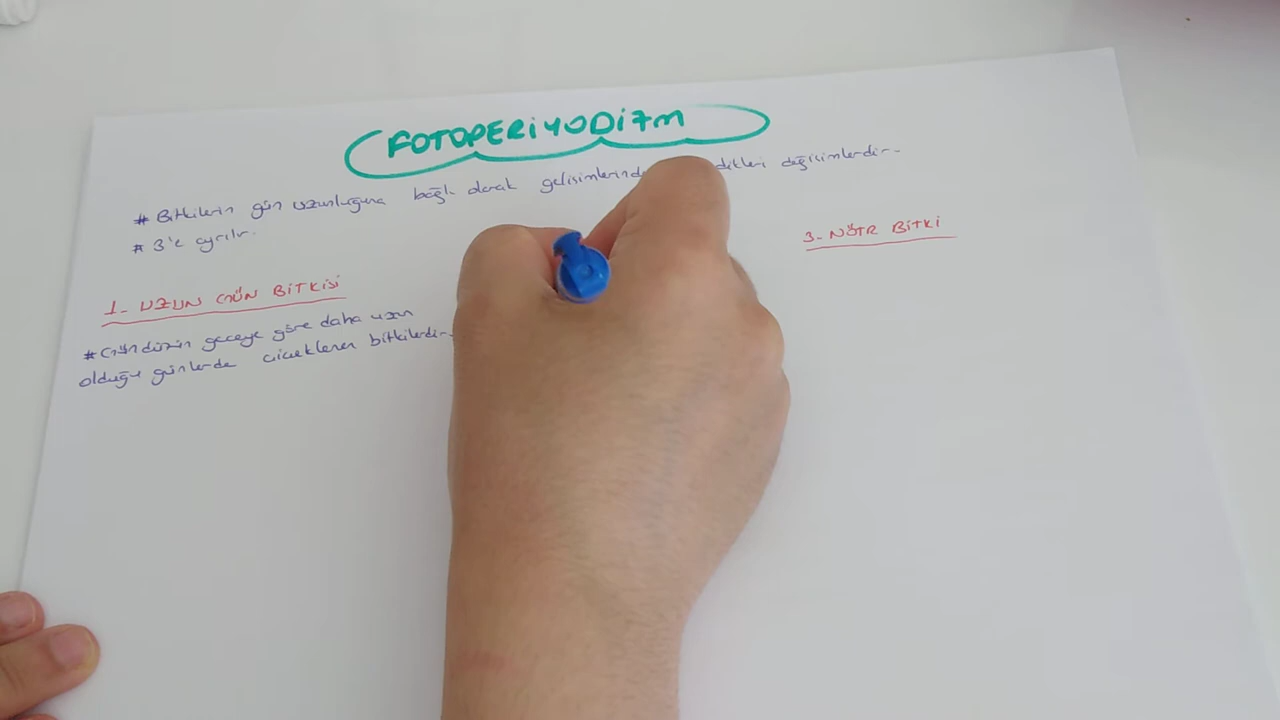 FOTOPERİYODİZM
# Bitkilerin gün uzunluğuna bağlı olarak gelişimlerinde değişimlerdir.
# 3'e ayrılır.
1- UZUN GÜN BİTKİSİ
# Gündüzün geceye göre daha uzun
olduğu günlerde çiçeklenen bitkilerdir.
3- NÖTR BİTKİ